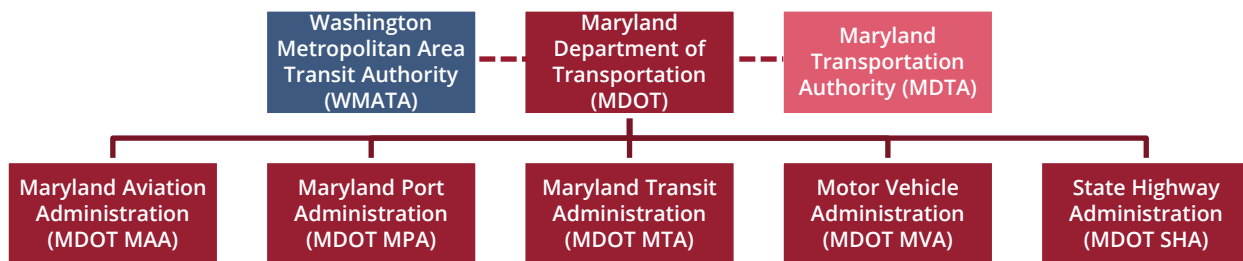 Washington
Metropolitan Area
Transit Authority
(WMATA)
Maryland
Department of
Transportation
(MDOT)
Maryland
Transportation
Authority (MDTA)
Maryland Aviation
Administration
(MDOT MAA)
Maryland Port
Administration
(MDOT MPA)
Maryland Transit
Administration
(MDOT MTA)
Motor Vehicle
Administration
(MDOT MVA)
State Highway
Administration
(MDOT SHA)